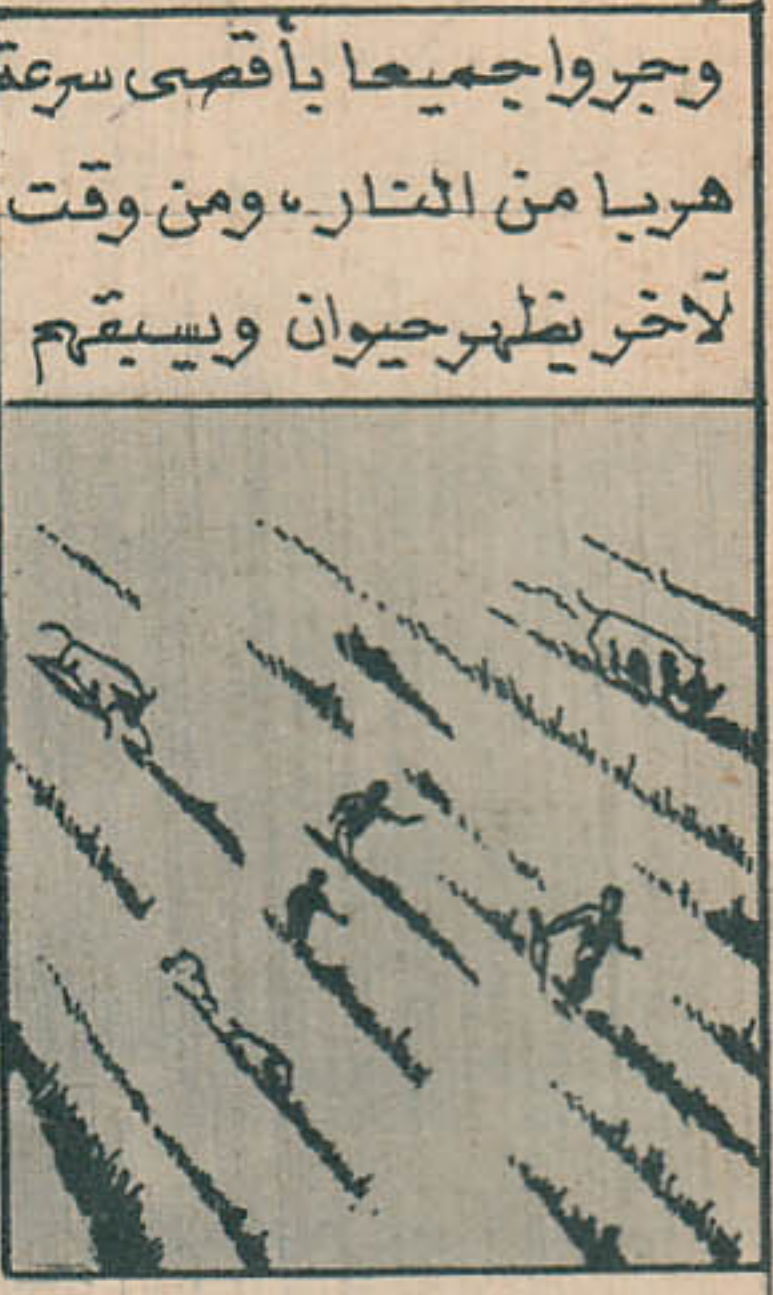 وجروا جميعا بأقصى سرعة
هربا من النار، ومن وقت
لآخر يظهر حيوان ويسبقهم